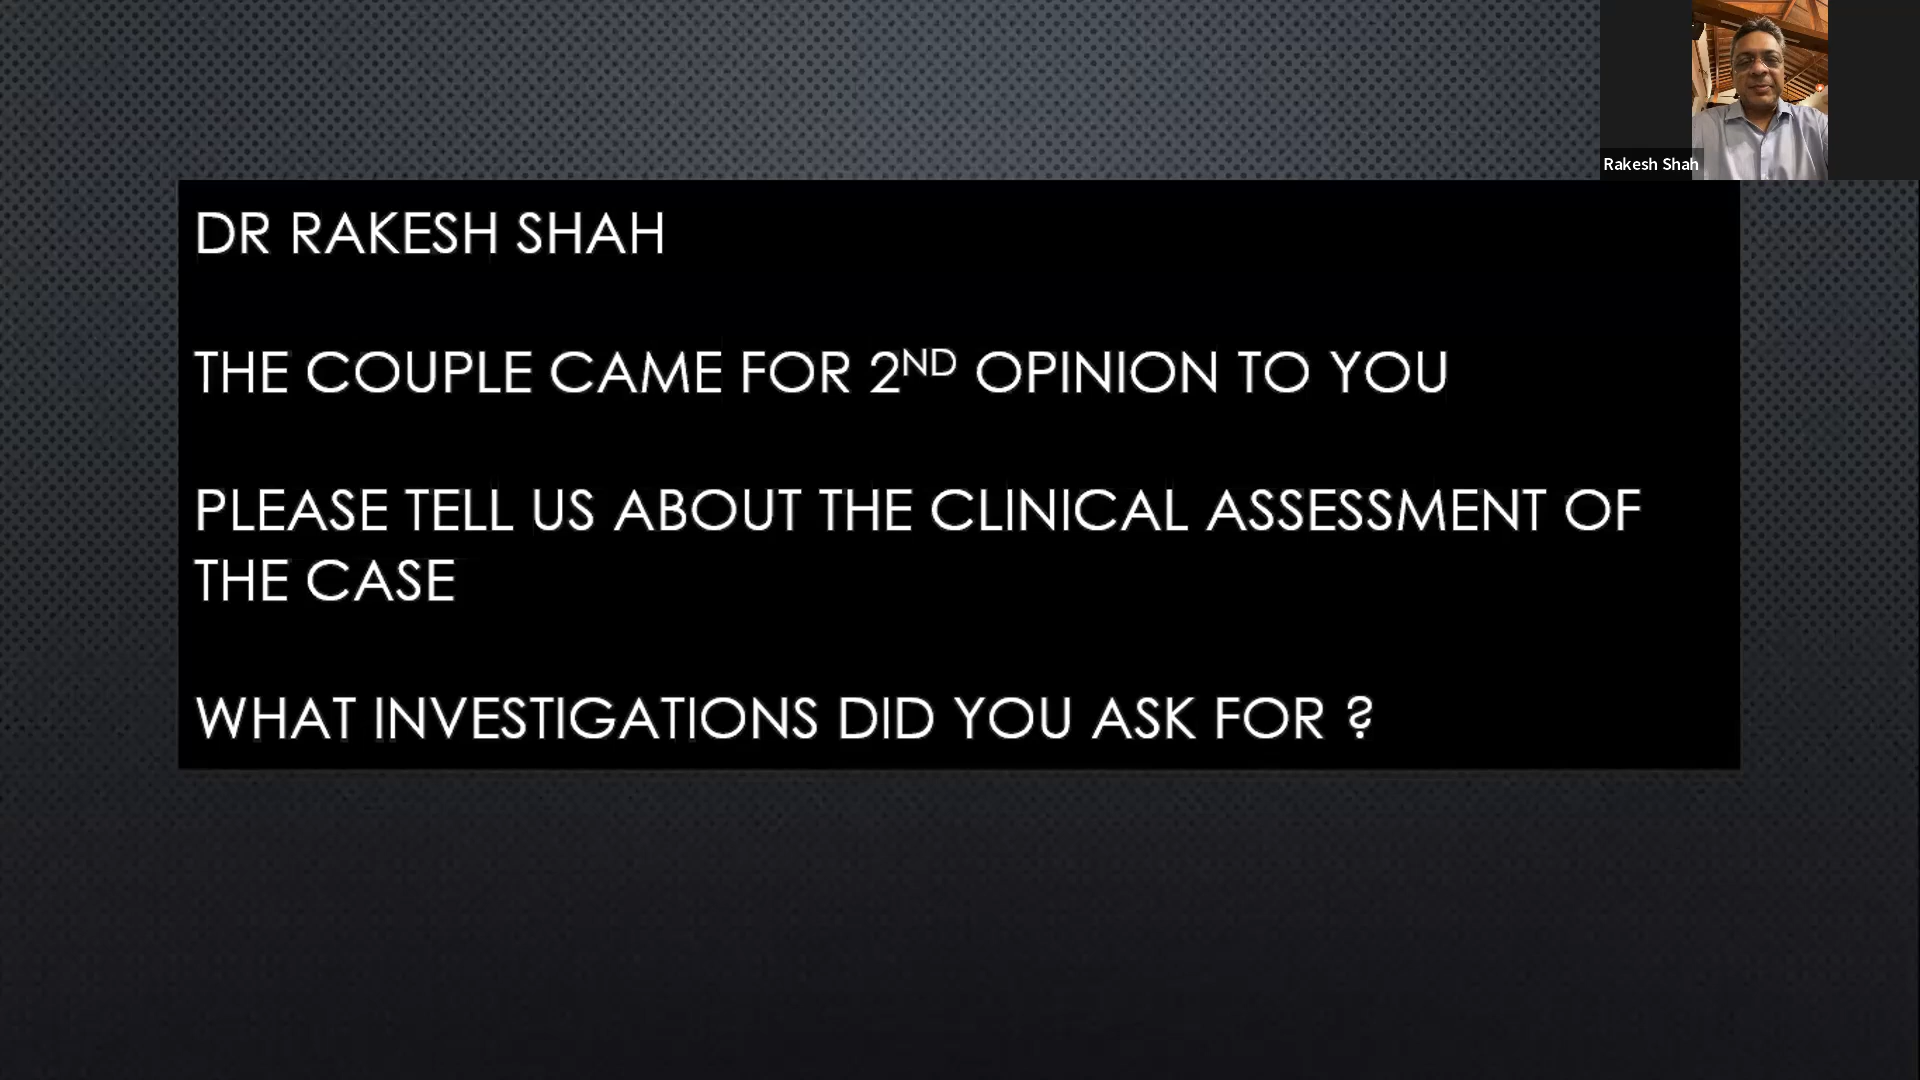 Rakesh Shah
DR RAKESH SHAH
THE COUPLE CAME FOR 2ND OPINION TO YOU
PLEASE TELL US ABOUT THE CLINICAL ASSESSMENT OF
THE CASE
WHAT INVESTIGATIONS DID YOU ASK FOR ?